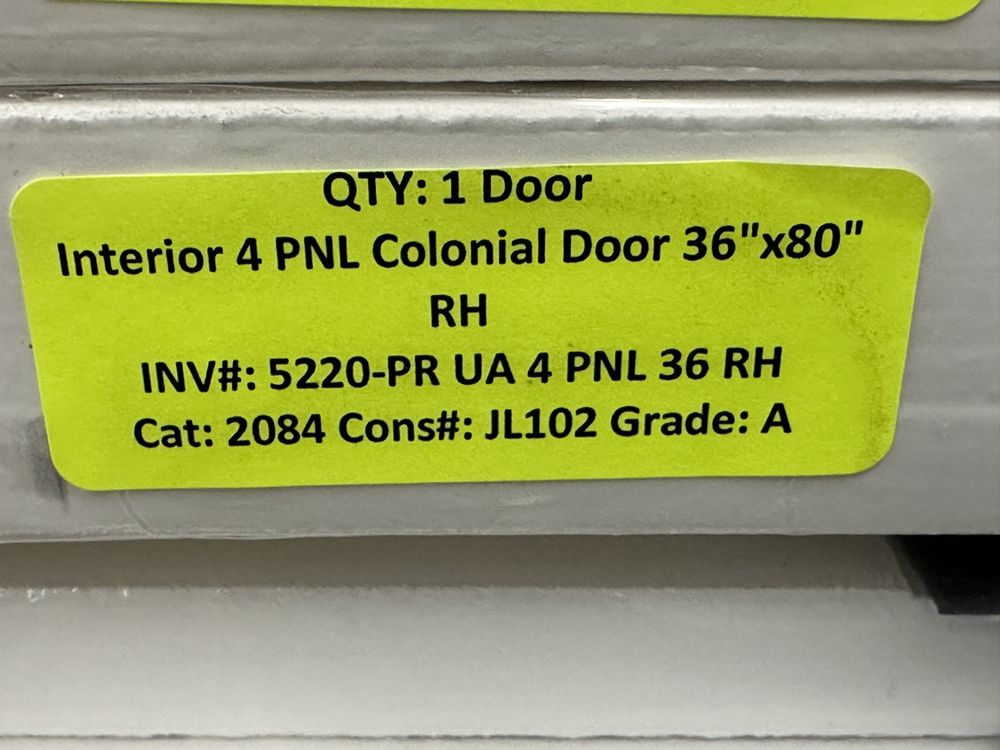 QTY: 1 Door
Interior 4 PNL Colonial Door 36"x80"
RH
INV#: 5220-PR UA 4 PNL 36 RH
Cat: 2084 Cons#: JL102 Grade: A